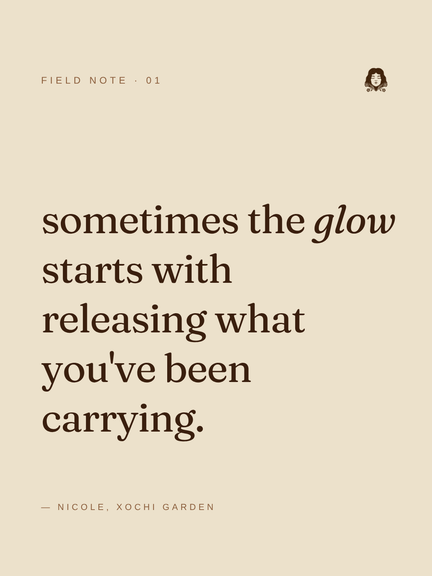 FIELD NOTE · 01
sometimes the glow
starts with
releasing what
you've been
carrying.
— NICOLE, XOCHI GARDEN